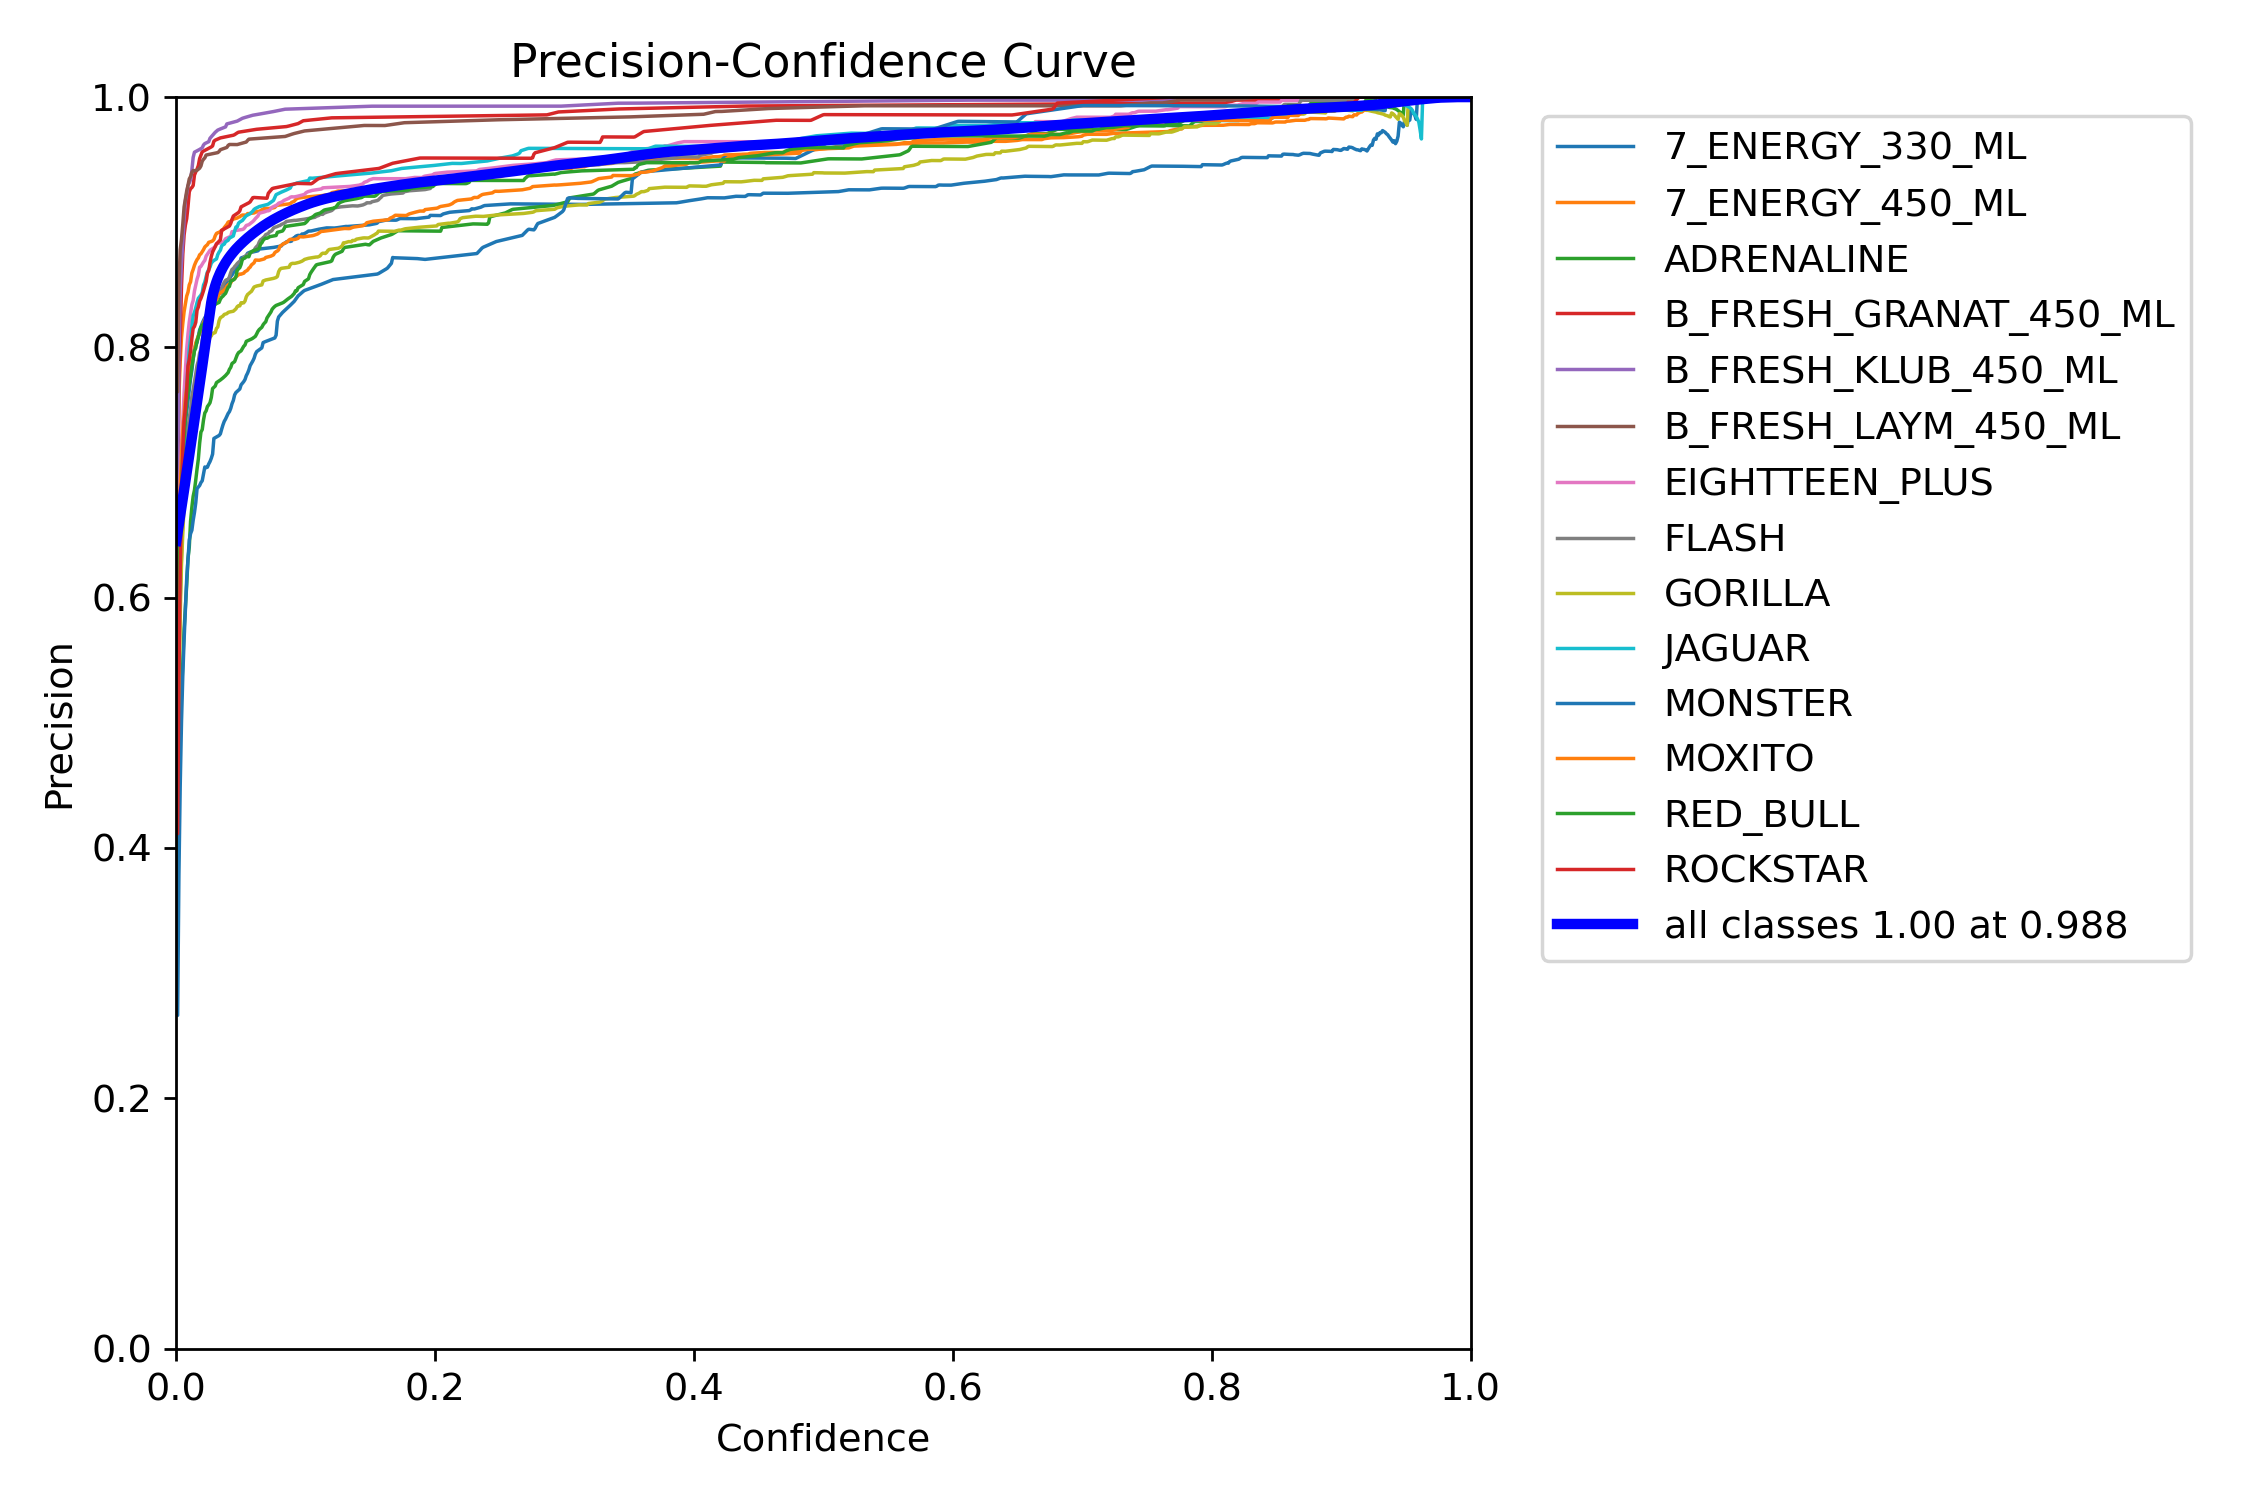 Precision-Confidence Curve
1.0
0.8
0.6
0.4
0.2
0.0
Precision
0.0 0.2 0.4 0.6 0.8 1.0
Confidence
7_ENERGY_330_ML
7_ENERGY_450_ML
ADRENALINE
B_FRESH_GRANAT_450_ML
B_FRESH_KLUB_450_ML
B_FRESH_LAYM_450_ML
EIGHTTEEN_PLUS
FLASH
GORILLA
JAGUAR
MONSTER
MOXITO
RED_BULL
ROCKSTAR
all classes 1.00 at 0.988